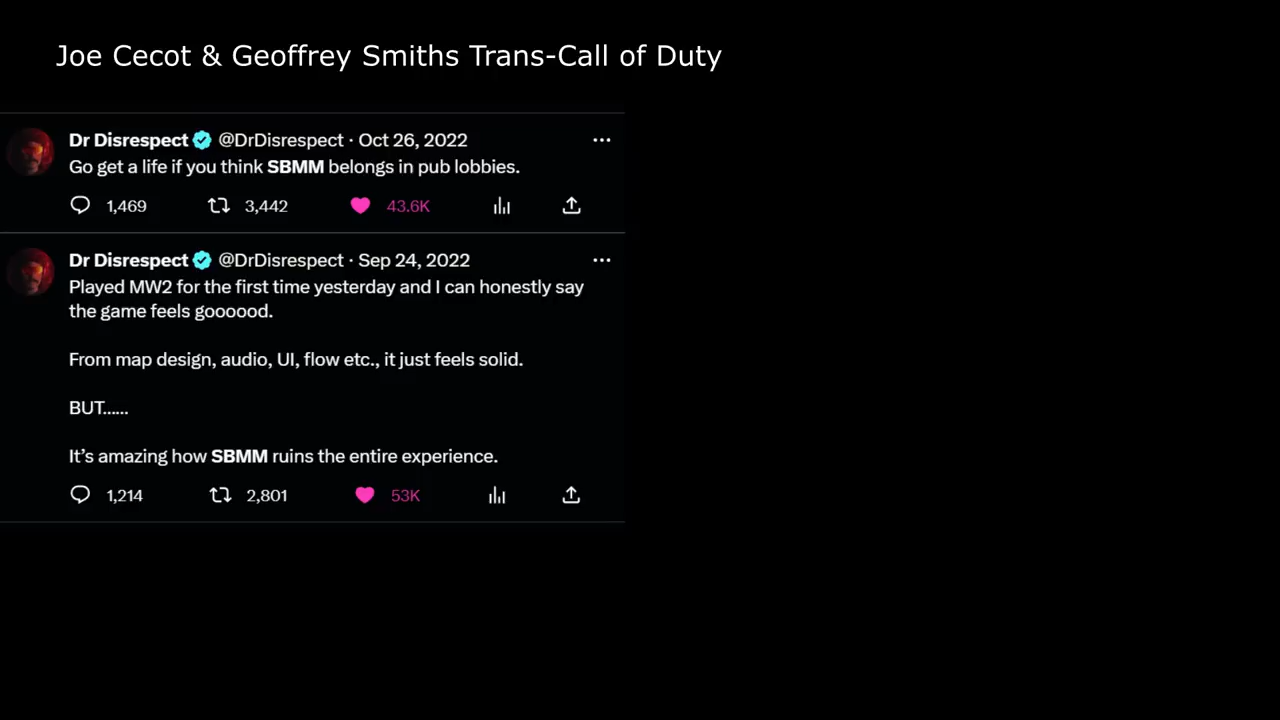 Joe Cecot & Geoffrey Smiths Trans-Call of Duty
Dr Disrespect @DrDisrespect · Oct 26, 2022
Go get a life if you think SBMM belongs in pub lobbies.
1,469 3,442 43.6K
Dr Disrespect @DrDisrespect · Sep 24, 2022
Played MW2 for the first time yesterday and I can honestly say
the game feels goooood.
From map design, audio, UI, flow etc., it just feels solid.
BUT......
It’s amazing how SBMM ruins the entire experience.
1,214 2,801 53K